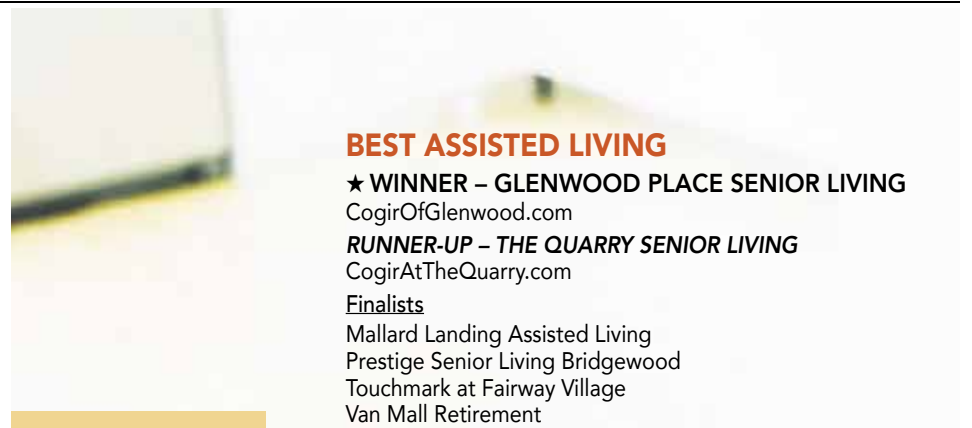 BEST ASSISTED LIVING
★ WINNER – GLENWOOD PLACE SENIOR LIVING
CogirOfGlenwood.com
RUNNER-UP – THE QUARRY SENIOR LIVING
CogirAtTheQuarry.com
Finalists
Mallard Landing Assisted Living
Prestige Senior Living Bridgewood
Touchmark at Fairway Village
Van Mall Retirement